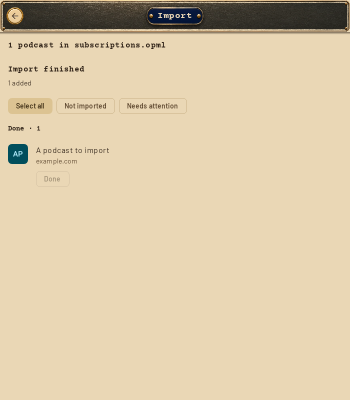 Import
1 podcast in subscriptions.opml
Import finished
1 added
Select all
Not imported
Needs attention
Done · 1
AP
A podcast to import
example.com
Done